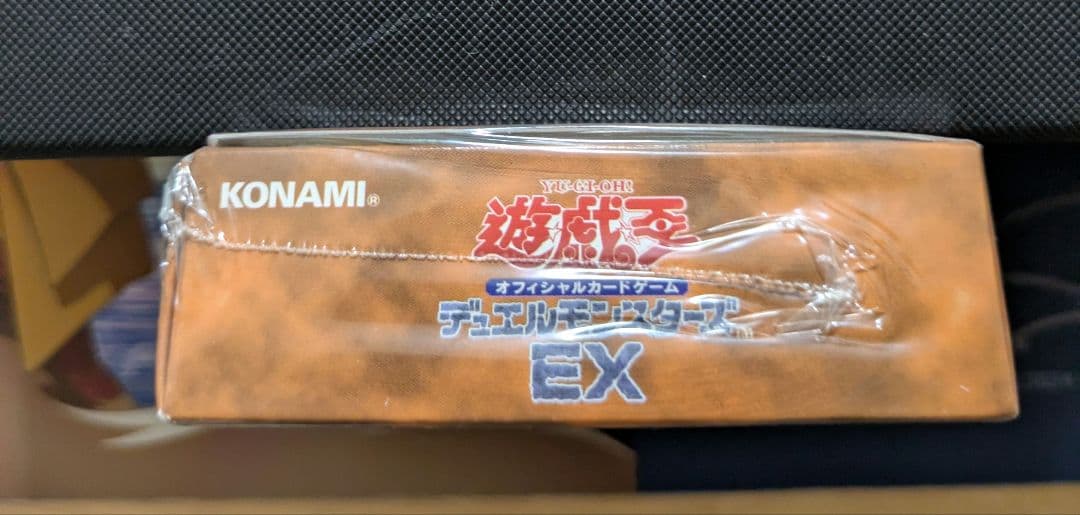 KONAMI®
YU-GI-OH!
遊戯王
オフィシャルカードゲーム
デュエルモンスターズ
EX